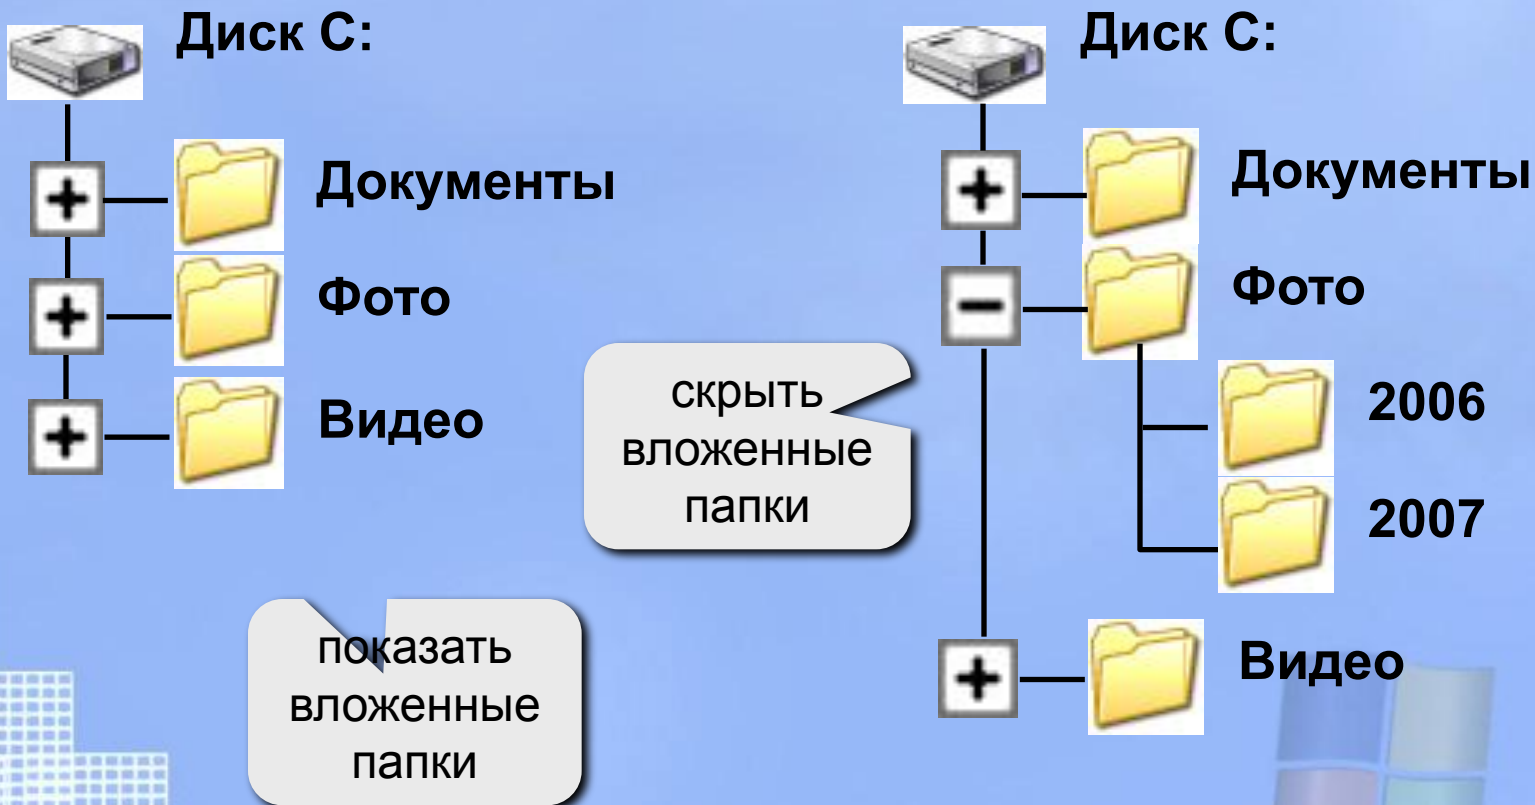 Диск C:
Документы
Фото
Видео
показать
вложенные
папки
скрыть
вложенные
папки
Диск C:
Документы
Фото
2006
2007
Видео